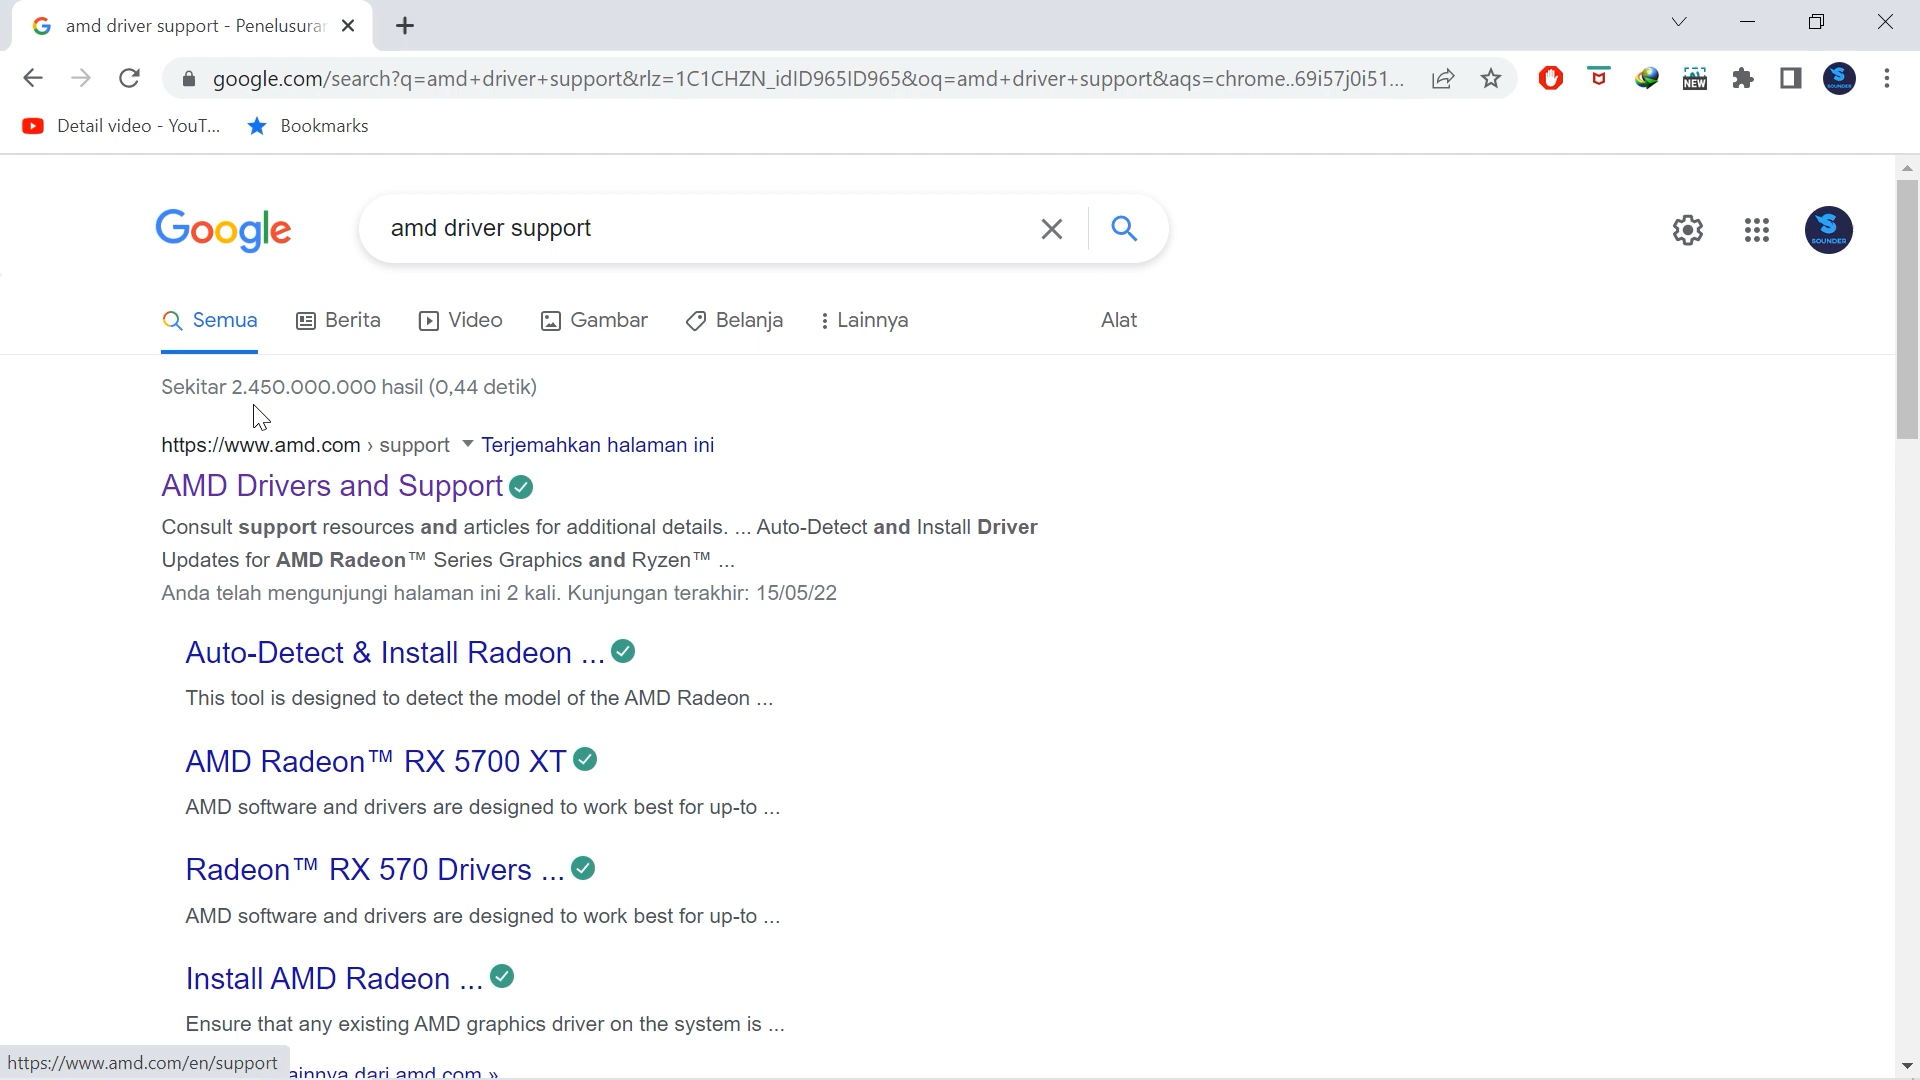 amd driver support - Penelusuran
google.com/search?q=amd+driver+support&rlz=1C1CHZN_idID965ID965&oq=amd+driver+support&aqs=chrome..69i57j0i51...
NEW
SOUNDER
Detail video - YouT...
Bookmarks
Google
amd driver support
SOUNDER
Semua
Berita
Video
Gambar
Belanja
Lainnya
Alat
Sekitar 2.450.000.000 hasil (0,44 detik)
https://www.amd.com › support
Terjemahkan halaman ini
AMD Drivers and Support
Consult support resources and articles for additional details. ... Auto-Detect and Install Driver
Updates for AMD Radeon™ Series Graphics and Ryzen™ ...
Anda telah mengunjungi halaman ini 2 kali. Kunjungan terakhir: 15/05/22
Auto-Detect & Install Radeon ...
This tool is designed to detect the model of the AMD Radeon ...
AMD Radeon™ RX 5700 XT
AMD software and drivers are designed to work best for up-to ...
Radeon™ RX 570 Drivers ...
AMD software and drivers are designed to work best for up-to ...
Install AMD Radeon ...
Ensure that any existing AMD graphics driver on the system is ...
https://www.amd.com/en/support
ainnya dari amd.com »